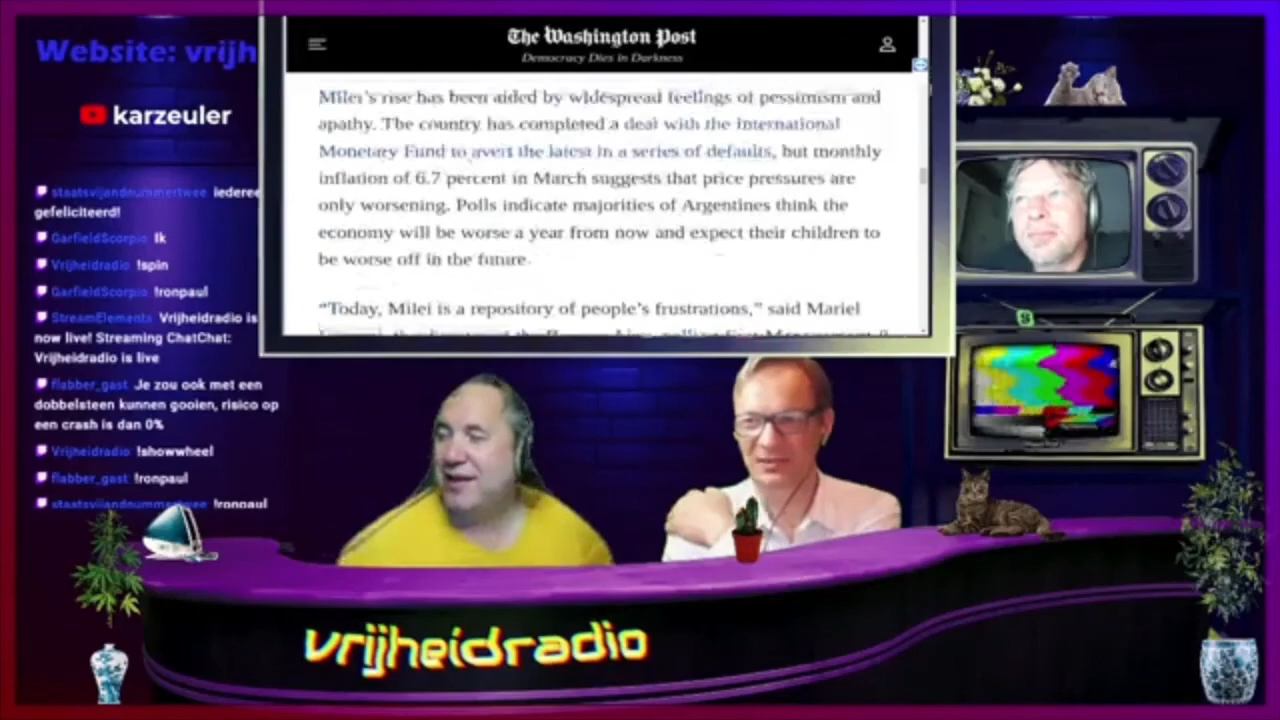 Website: vrijh
karzeuler
staatsvijandnummertwee iederee
gefeliciteerd!
GarfieldScorpio Ik
Vrijheidradio !spin
GarfieldScorpio !ronpaul
StreamElements Vrijheidradio is
now live! Streaming ChatChat:
Vrijheidradio is live
flabber_gast Je zou ook met een
dobbelsteen kunnen gooien, risico op
een crash is dan 0%
Vrijheidradio !showwheel
flabber_gast !ronpaul
staatsvijandnummertwee !ronpaul
The Washington Post
Democracy Dies in Darkness
Milei's rise has been aided by widespread feelings of pessimism and
apathy. The country has completed a deal with the International
Monetary Fund to avert the latest in a series of defaults, but monthly
inflation of 6.7 percent in March suggests that price pressures are
only worsening. Polls indicate majorities of Argentines think the
economy will be worse a year from now and expect their children to
be worse off in the future.
“Today, Milei is a repository of people's frustrations,” said Mariel
S
vrijheidradio